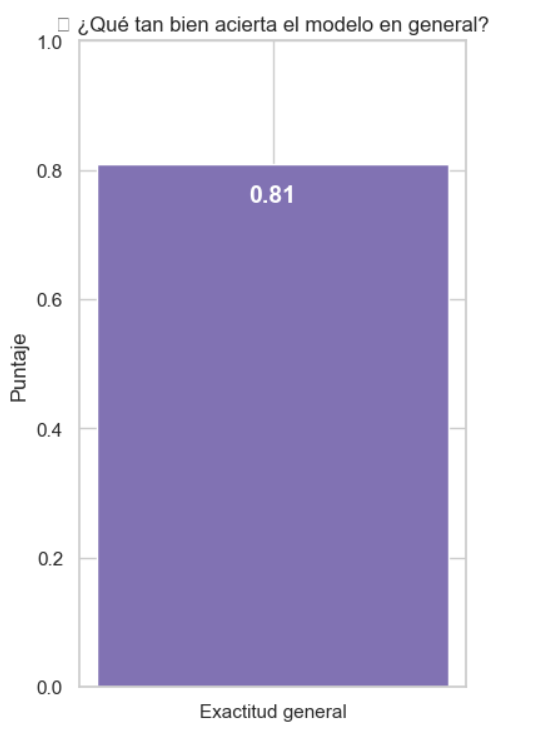 ¿Qué tan bien acierta el modelo en general?
1.0
0.8
0.81
0.6
Puntaje
0.4
0.2
0.0
Exactitud general